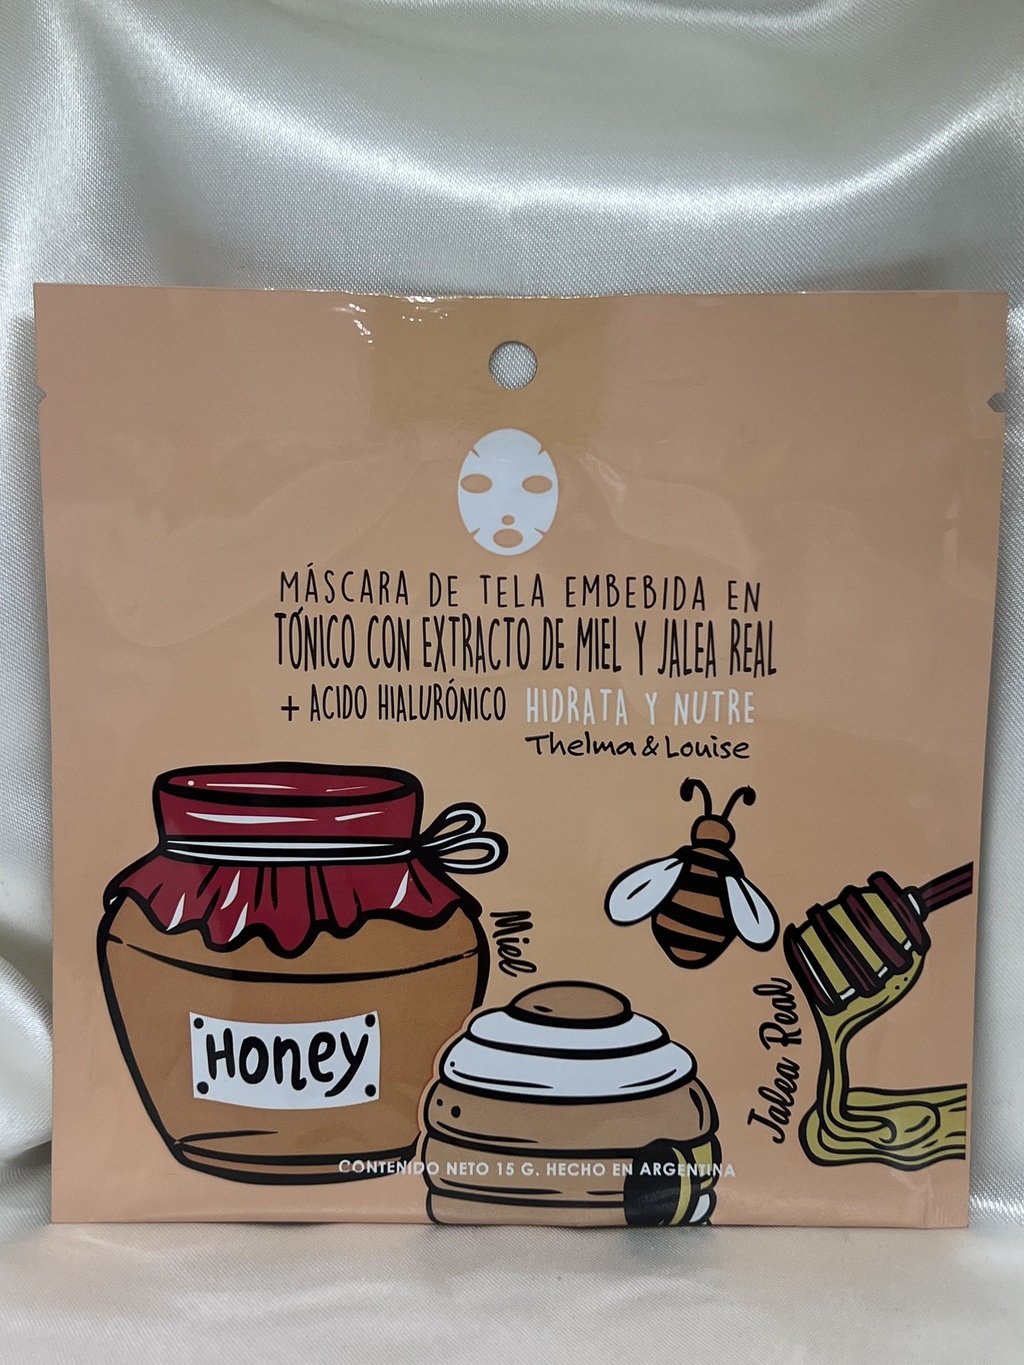 MÁSCARA DE TELA EMBEBIDA EN
TÓNICO CON EXTRACTO DE MIEL Y JALEA REAL
+ ACIDO HIALURÓNICO HIDRATA Y NUTRE
Thelma & Louise
Miel
Honey
Jalea Real
CONTENIDO NETO 15 G. HECHO EN ARGENTINA